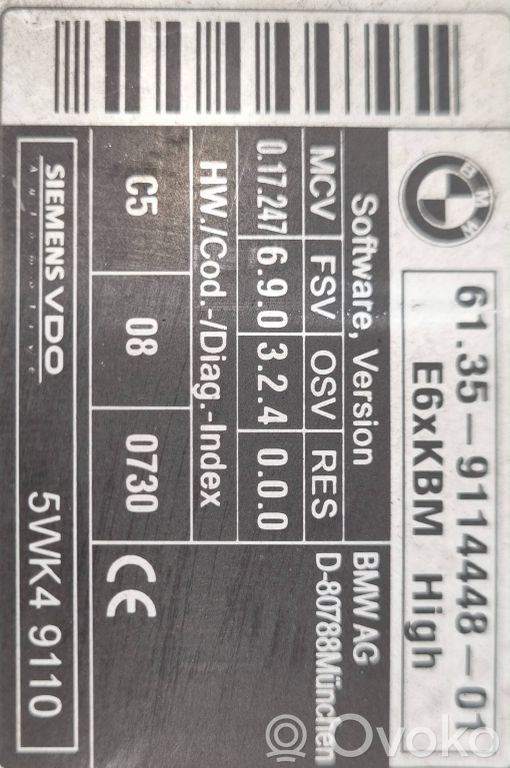 BMW
61.35-9114448-01
E6xKBM High
Software, Version
MCV FSV OSV RES
0.17.247 6.9.0 3.2.4 0.0.0
BMW AG
D-80788München
HW./Cod.-/Diag.-Index
C5 08 0730
CE
SIEMENS VDO
AUTOMOTIVE
5WK4 9110
Ovoko